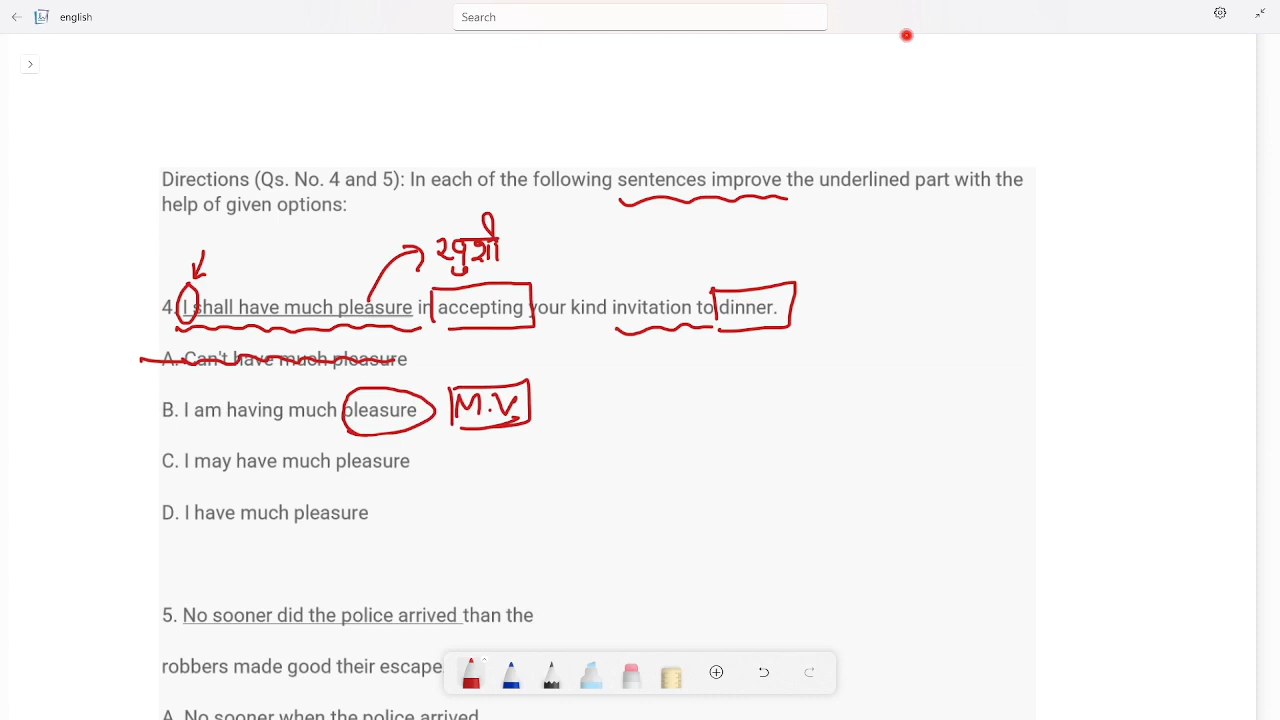 english
Search
Directions (Qs. No. 4 and 5): In each of the following sentences improve the underlined part with the
help of given options:
खुशी
4. I shall have much pleasure in accepting your kind invitation to dinner.
A. Can't have much pleasure
B. I am having much pleasure M.V
C. I may have much pleasure
D. I have much pleasure
5. No sooner did the police arrived than the
robbers made good their escape
A. No sooner when the police arrived